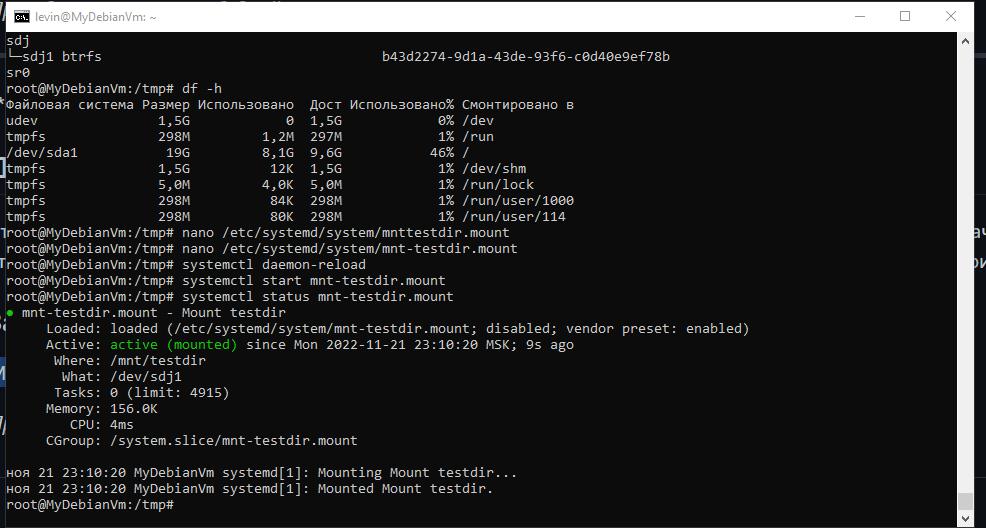 levin@MyDebianVm: ~
sdj
└─sdj1 btrfs                                   b43d2274-9d1a-43de-93f6-c0d40e9ef78b
sr0
root@MyDebianVm:/tmp# df -h
Файловая система Размер Использовано  Дост Использовано% Смонтировано в
udev               1,5G            0  1,5G            0% /dev
tmpfs              298M         1,2M  297M            1% /run
/dev/sda1           19G         8,1G  9,6G           46% /
tmpfs              1,5G          12K  1,5G            1% /dev/shm
tmpfs              5,0M         4,0K  5,0M            1% /run/lock
tmpfs              298M          84K  298M            1% /run/user/1000
tmpfs              298M          80K  298M            1% /run/user/114
root@MyDebianVm:/tmp# nano /etc/systemd/system/mnttestdir.mount
root@MyDebianVm:/tmp# nano /etc/systemd/system/mnt-testdir.mount
root@MyDebianVm:/tmp# systemctl daemon-reload
root@MyDebianVm:/tmp# systemctl start mnt-testdir.mount
root@MyDebianVm:/tmp# systemctl status mnt-testdir.mount
● mnt-testdir.mount - Mount testdir
     Loaded: loaded (/etc/systemd/system/mnt-testdir.mount; disabled; vendor preset: enabled)
     Active: active (mounted) since Mon 2022-11-21 23:10:20 MSK; 9s ago
      Where: /mnt/testdir
       What: /dev/sdj1
      Tasks: 0 (limit: 4915)
     Memory: 156.0K
        CPU: 4ms
     CGroup: /system.slice/mnt-testdir.mount

ноя 21 23:10:20 MyDebianVm systemd[1]: Mounting Mount testdir...
ноя 21 23:10:20 MyDebianVm systemd[1]: Mounted Mount testdir.
root@MyDebianVm:/tmp#